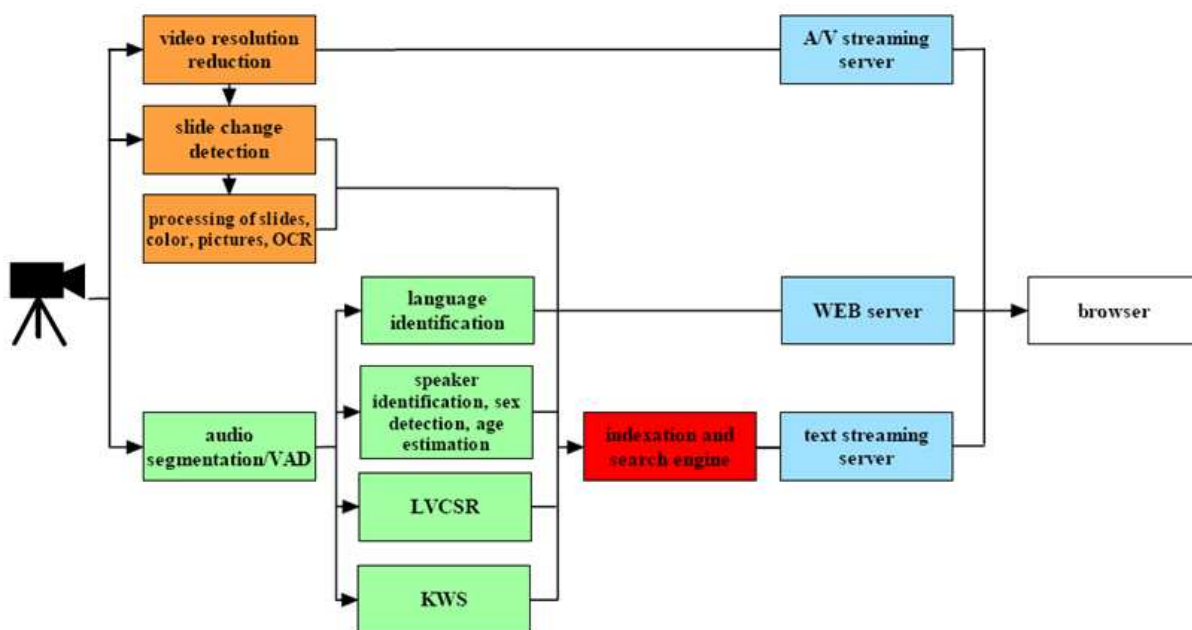 video resolution
reduction
A/V streaming
server
slide change
detection
processing of slides,
color, pictures, OCR
language
identification
WEB server
browser
speaker
identification, sex
detection, age
estimation
audio
segmentation/VAD
indexation and
search engine
text streaming
server
LVCSR
KWS